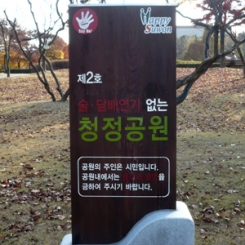 Happy
Suwon
제2호
술·담배연기 없는
청정공원
공원의 주인은 시민입니다.
공원내에서는 을
금하여 주시기 바랍니다.